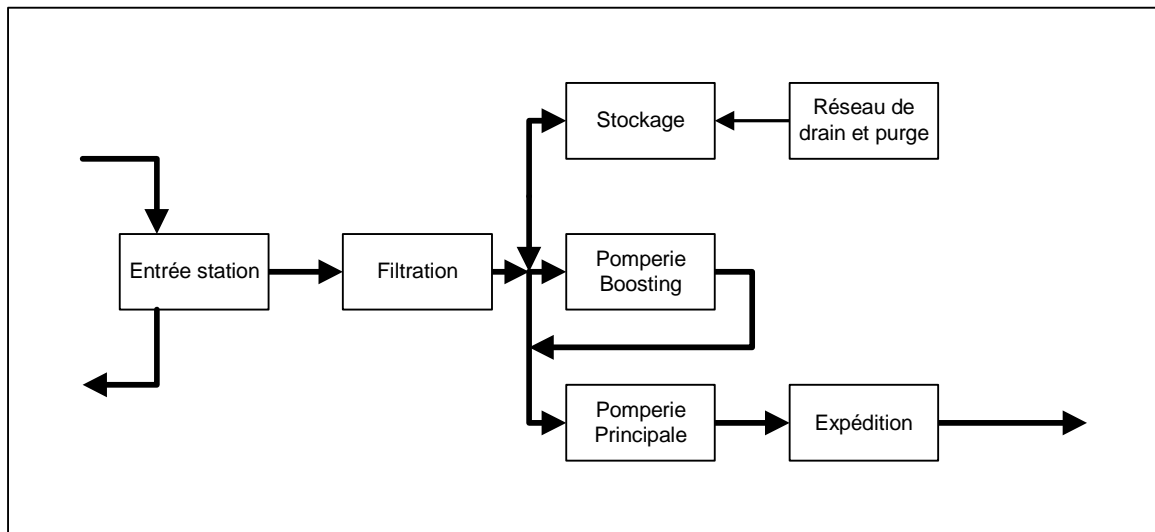 Stockage
Réseau de
drain et purge
Entrée station
Filtration
Pomperie
Boosting
Pomperie
Principale
Expédition